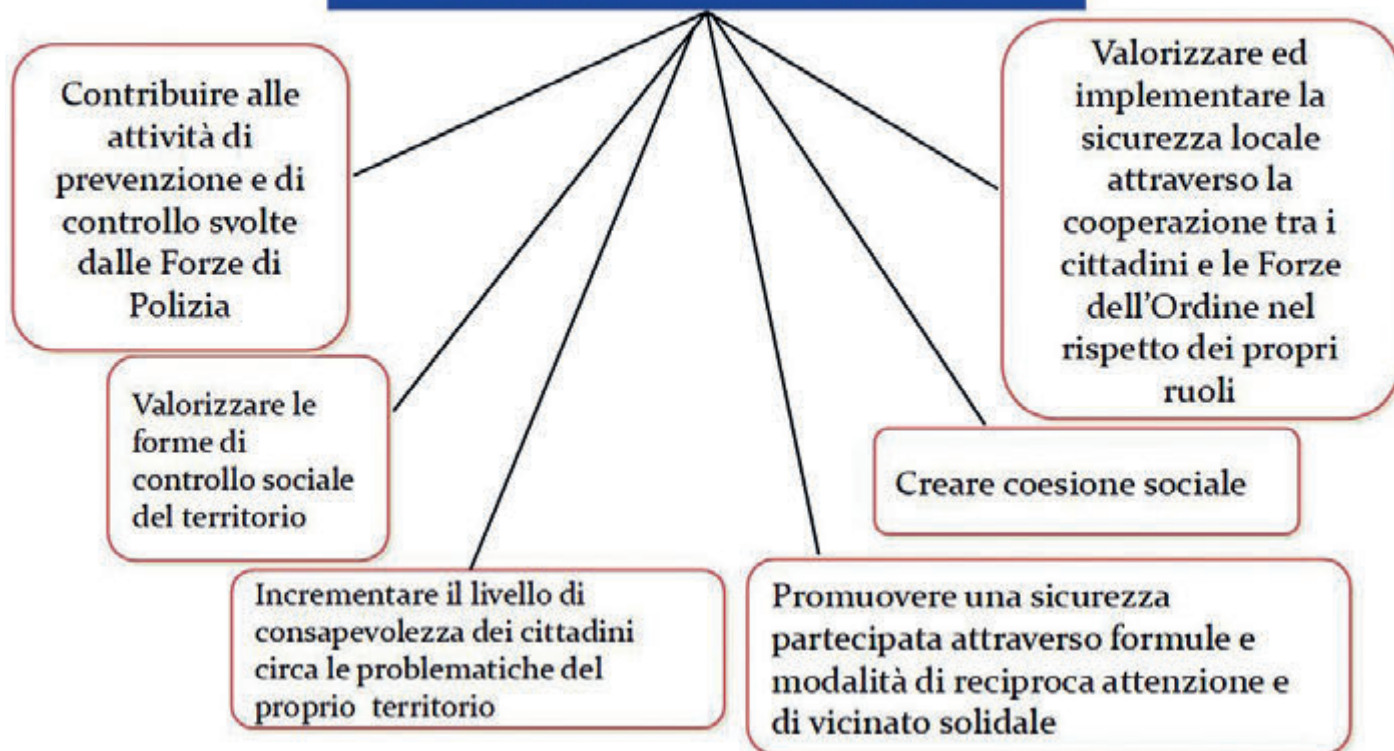 Contribuire alle
attività di
prevenzione e di
controllo svolte
dalle Forze di
Polizia
Valorizzare le
forme di
controllo sociale
del territorio
Incrementare il livello di
consapevolezza dei cittadini
circa le problematiche del
proprio territorio
Promuovere una sicurezza
partecipata attraverso formule e
modalità di reciproca attenzione e
di vicinato solidale
Creare coesione sociale
Valorizzare ed
implementare la
sicurezza locale
attraverso la
cooperazione tra i
cittadini e le Forze
dell’Ordine nel
rispetto dei propri
ruoli